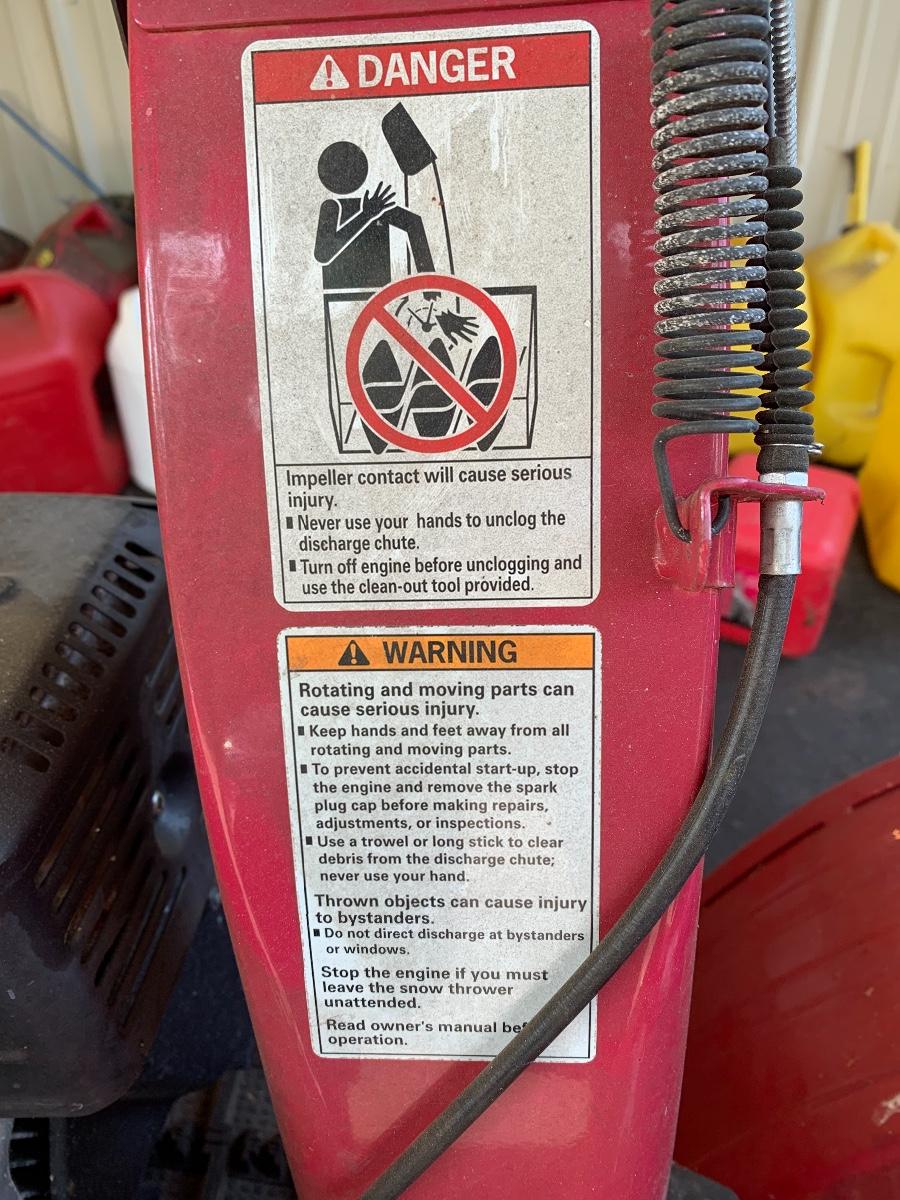 DANGER
Impeller contact will cause serious
injury.
Never use your hands to unclog the
discharge chute.
Turn off engine before unclogging and
use the clean-out tool provided.
WARNING
Rotating and moving parts can
cause serious injury.
Keep hands and feet away from all
rotating and moving parts.
To prevent accidental start-up, stop
the engine and remove the spark
plug cap before making repairs,
adjustments, or inspections.
Use a trowel or long stick to clear
debris from the discharge chute;
never use your hand.
Thrown objects can cause injury
to bystanders.
Do not direct discharge at bystanders
or windows.
Stop the engine if you must
leave the snow thrower
unattended.
Read owner's manual
operation.